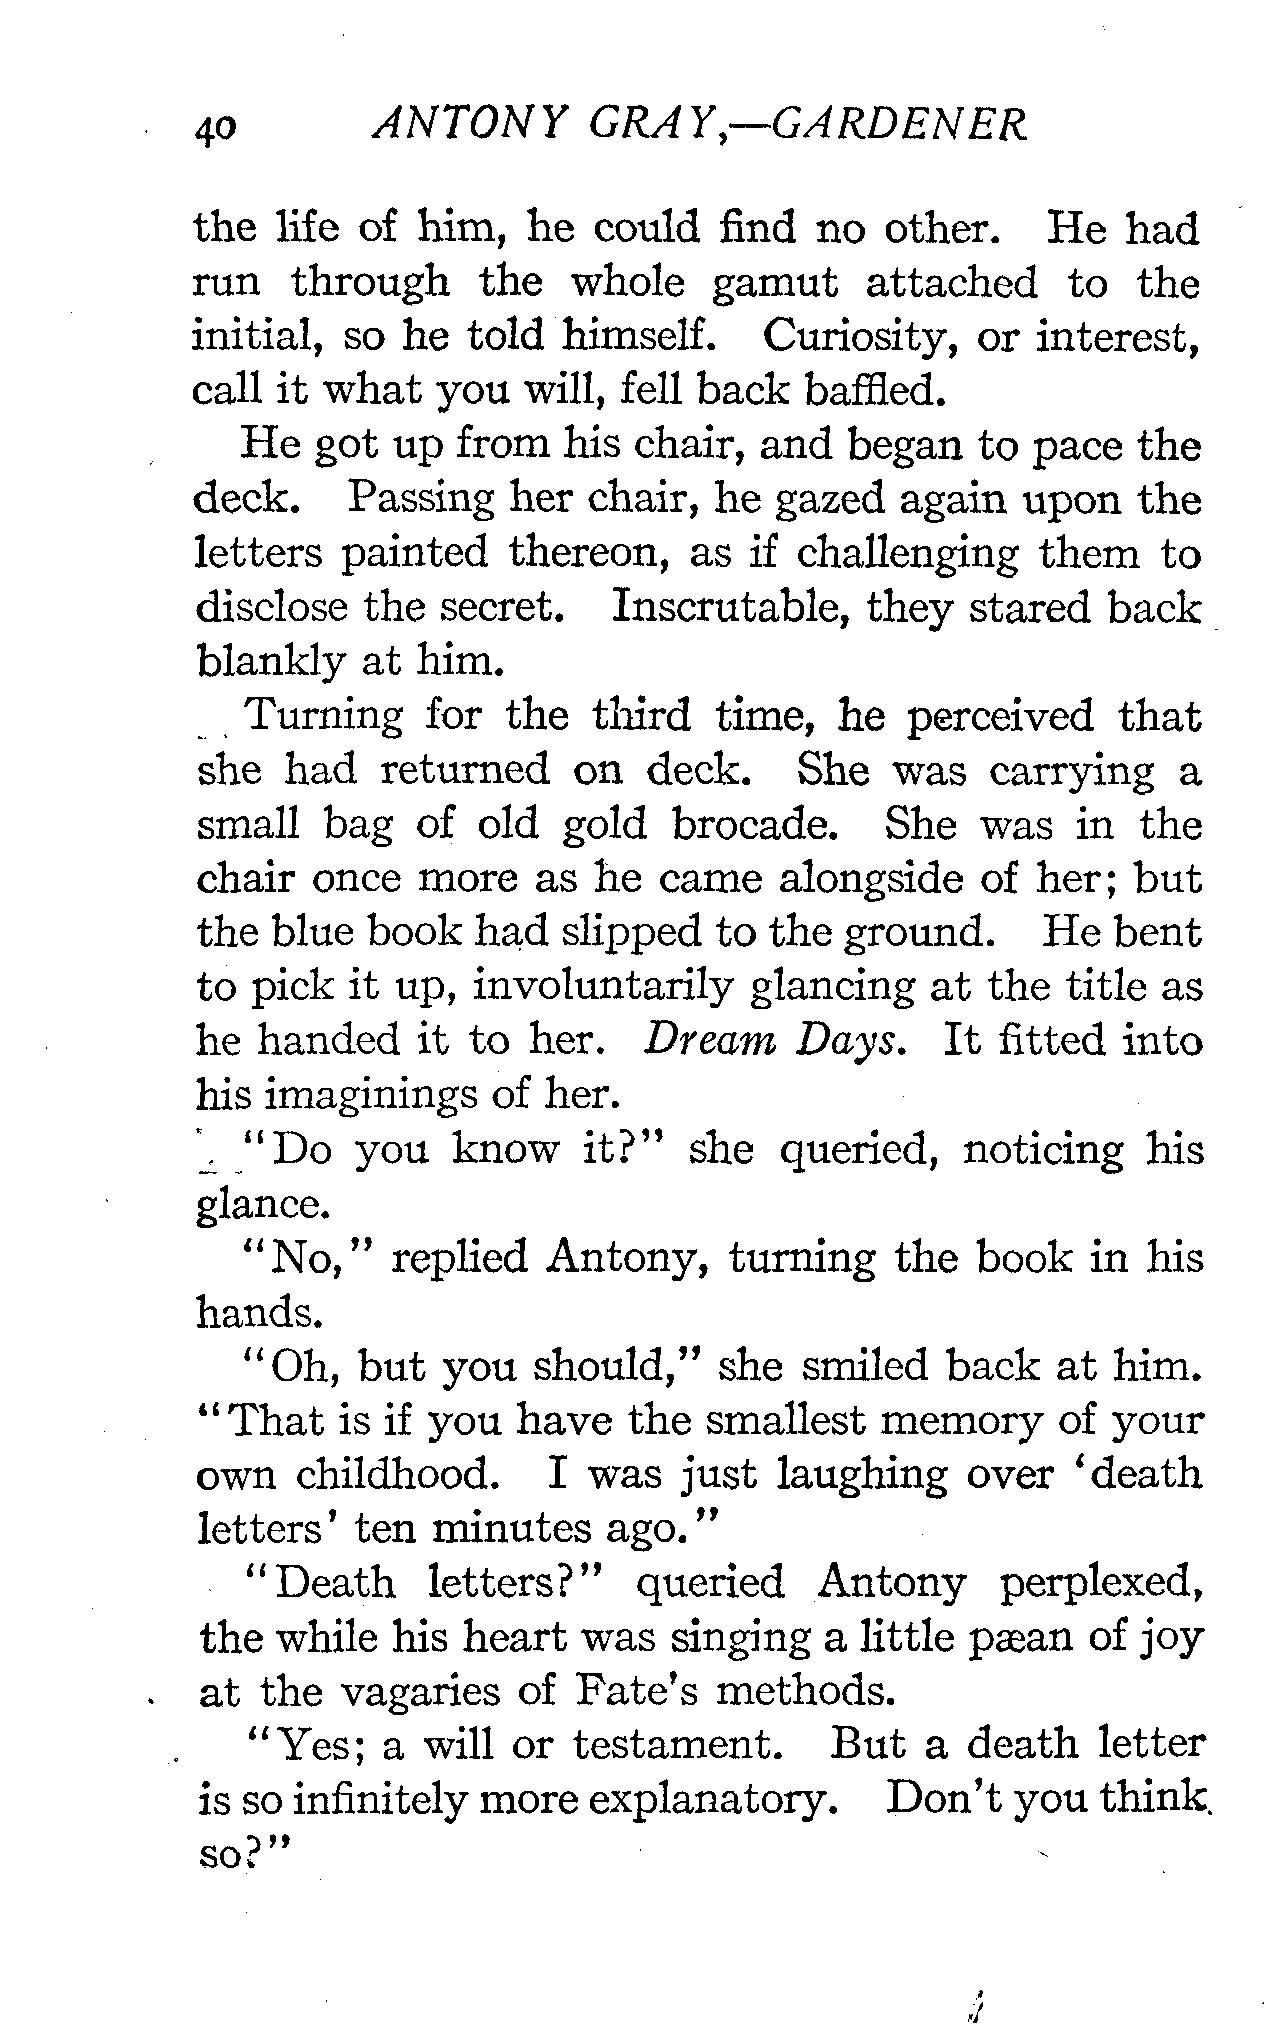 40 ANTONY GRAY,—GARDENER
the life of him, he could find no other. He had
run through the whole gamut attached to the
initial, so he told himself. Curiosity, or interest,
call it what you will, fell back baffled.
He got up from his chair, and began to pace the
deck. Passing her chair, he gazed again upon the
letters painted thereon, as if challenging them to
disclose the secret. Inscrutable, they stared back
blankly at him.
Turning for the third time, he perceived that
she had returned on deck. She was carrying a
small bag of old gold brocade. She was in the
chair once more as he came alongside of her; but
the blue book had slipped to the ground. He bent
to pick it up, involuntarily glancing at the title as
he handed it to her. Dream Days. It fitted into
his imaginings of her.
"Do you know it?" she queried, noticing his
glance.
"No," replied Antony, turning the book in his
hands.
"Oh, but you should," she smiled back at him.
"That is if you have the smallest memory of your
own childhood. I was just laughing over 'death
letters' ten minutes ago."
"Death letters?" queried Antony perplexed,
the while his heart was singing a little pæan of joy
at the vagaries of Fate's methods.
"Yes; a will or testament. But a death letter
is so infinitely more explanatory. Don't you think
so?"